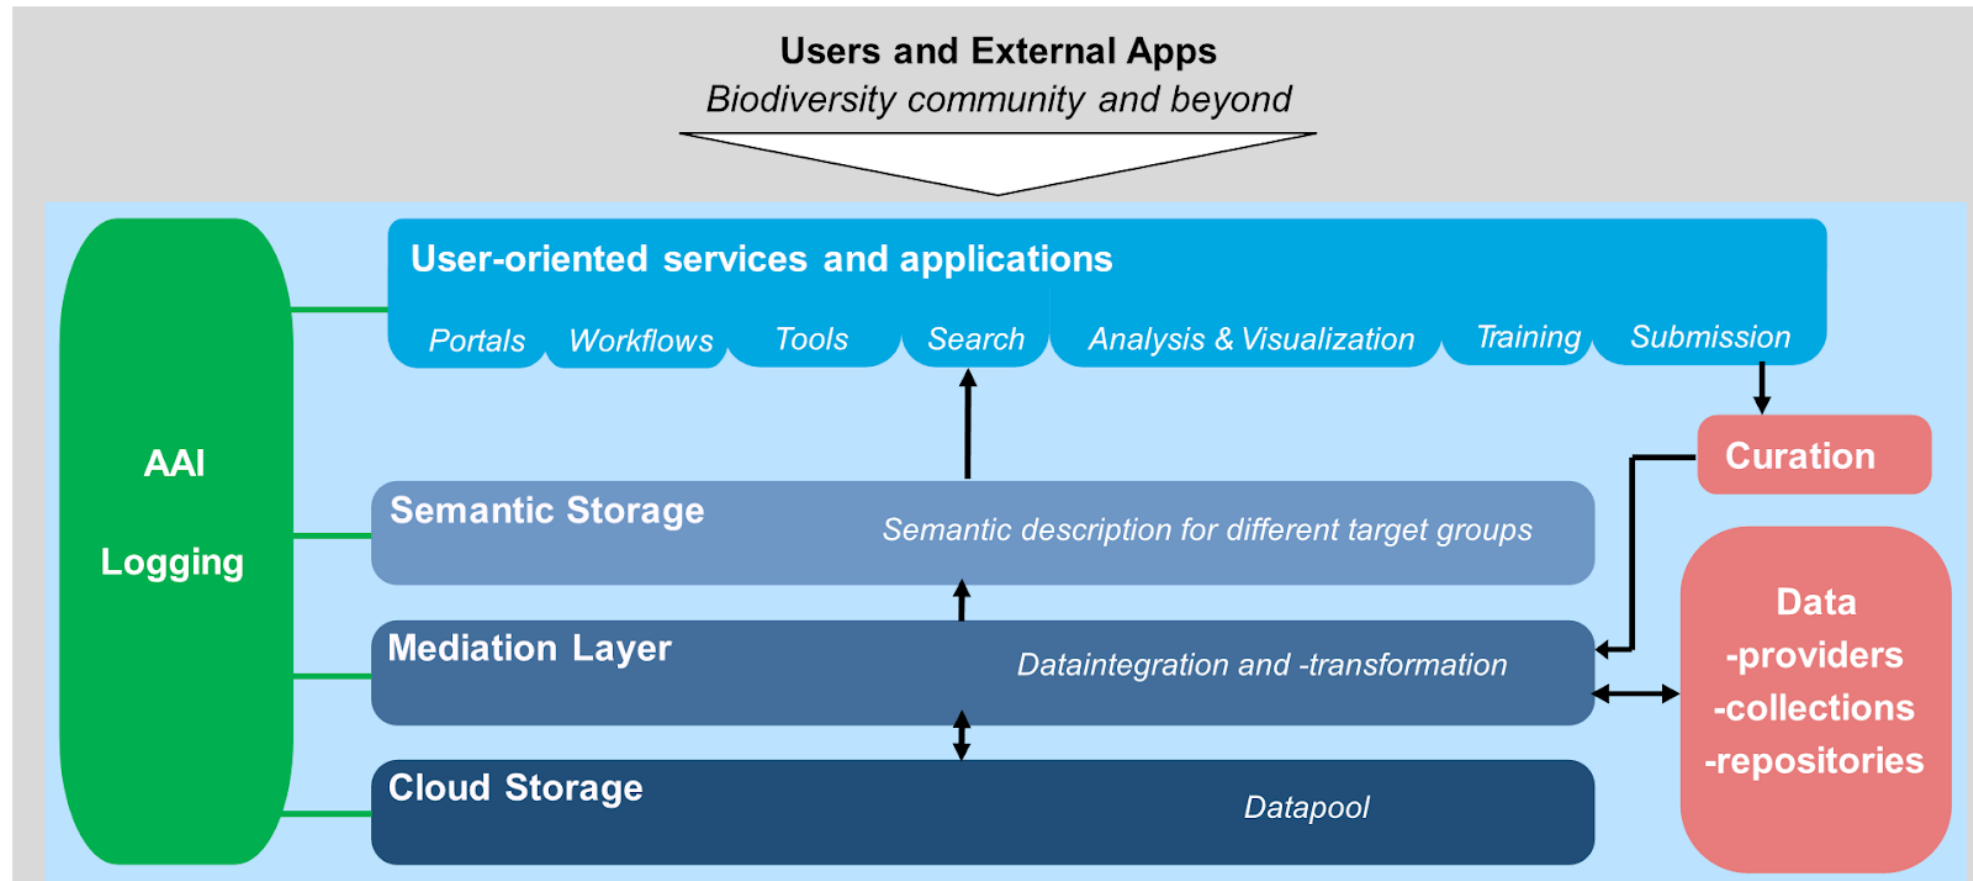 Users and External Apps
Biodiversity community and beyond
User-oriented services and applications
Portals Workflows Tools Search Analysis & Visualization Training Submission
AAI
Logging
Curation
Semantic Storage
Semantic description for different target groups
Mediation Layer
Dataintegration and -transformation
Cloud Storage
Datapool
Data
-providers
-collections
-repositories